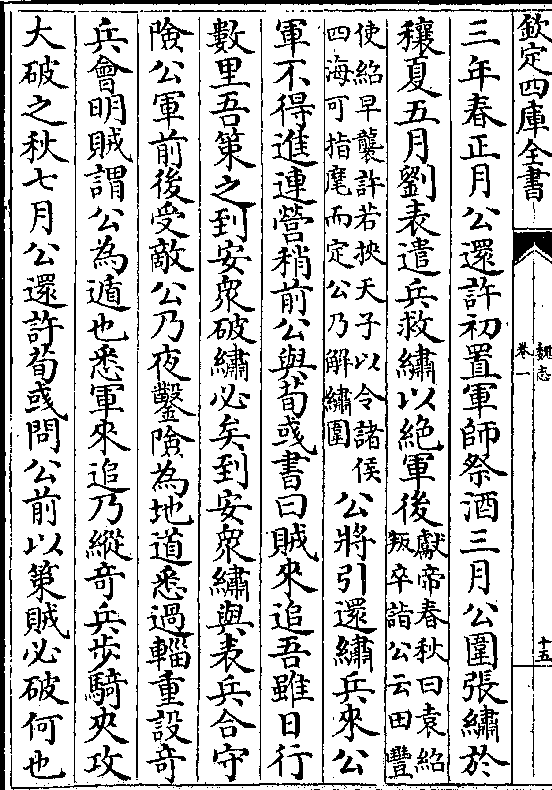 欽定四庫全書
魏志
卷一
十五
三年春正月公還許初置軍師祭酒三月公圍張繡於
穰夏五月劉表遣兵救繡以絶軍後
獻帝春秋曰袁紹
叛卒詣公云田豐
使紹早襲許若挾天子以令諸侯
四海可指麾而定公乃解繡圍
公將引還繡兵來公
軍不得進連營稍前公與荀彧書曰賊來追吾雖日行
數里吾策之到安衆破繡必矣到安衆繡與表兵合守
險公軍前後受敵公乃夜鑿險為地道悉過輜重設奇
兵會明賊謂公為遁也悉軍來追乃縱奇兵步騎夾攻
大破之秋七月公還許荀彧問公前以策賊必破何也